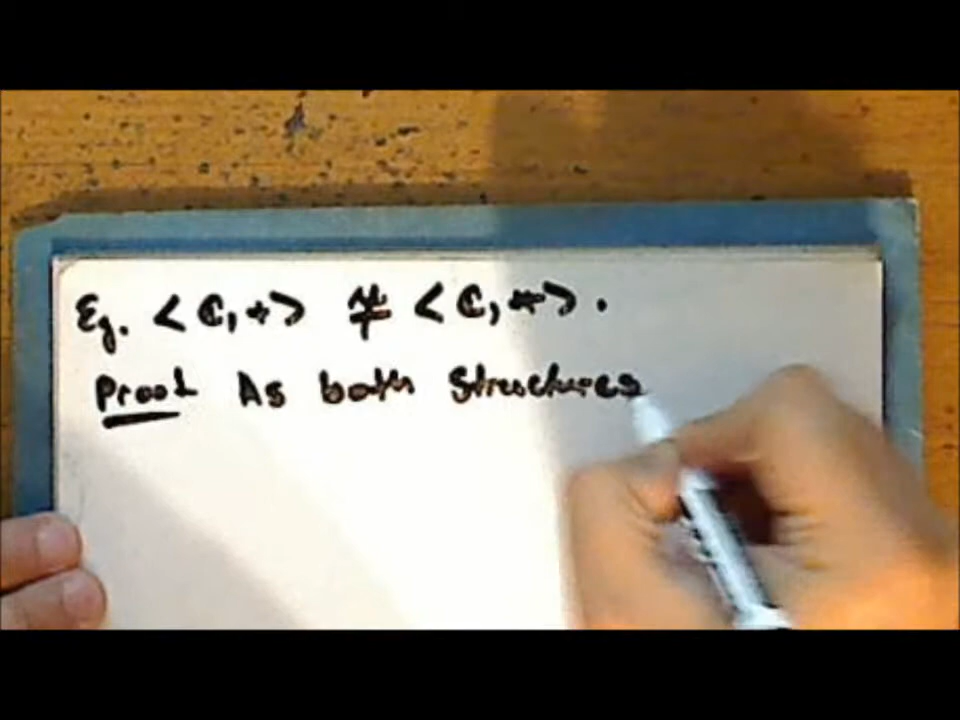 Eg. <ℂ, +> ≇ <ℂ, *>.
Proof As both Structures